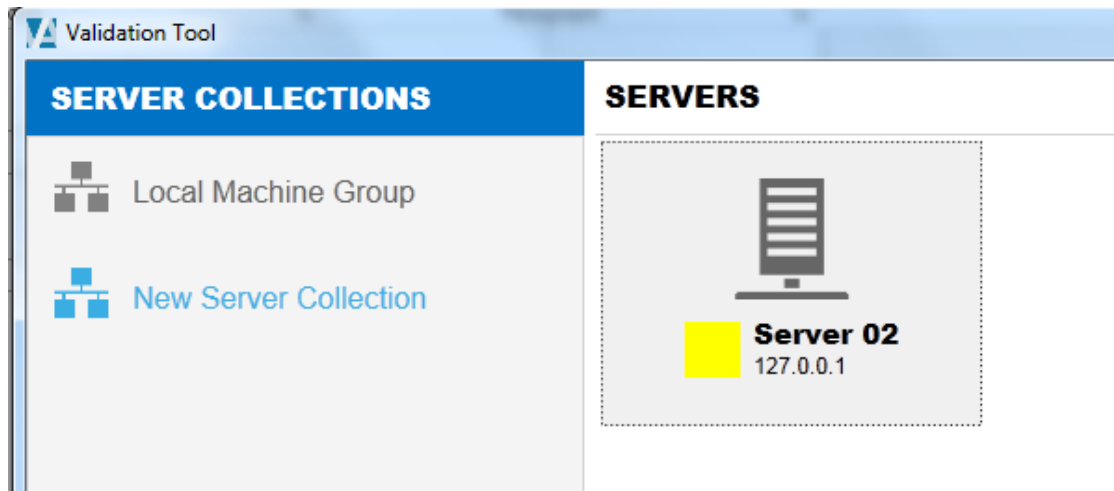 Validation Tool
SERVER COLLECTIONS
Local Machine Group
New Server Collection
SERVERS
Server 02
127.0.0.1